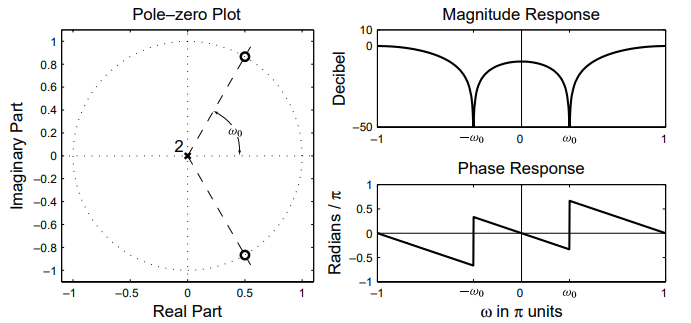 Pole–zero Plot
Imaginary Part
1
0.8
0.6
0.4
0.2
0
−0.2
−0.4
−0.6
−0.8
−1
2
ω0
−1 −0.5 0 0.5 1
Real Part
Magnitude Response
Decibel
10
0
−50
−1 −ω0 0 ω0 1
Phase Response
Radians / π
1
0.5
0
−0.5
−1
−1 −ω0 0 ω0 1
ω in π units